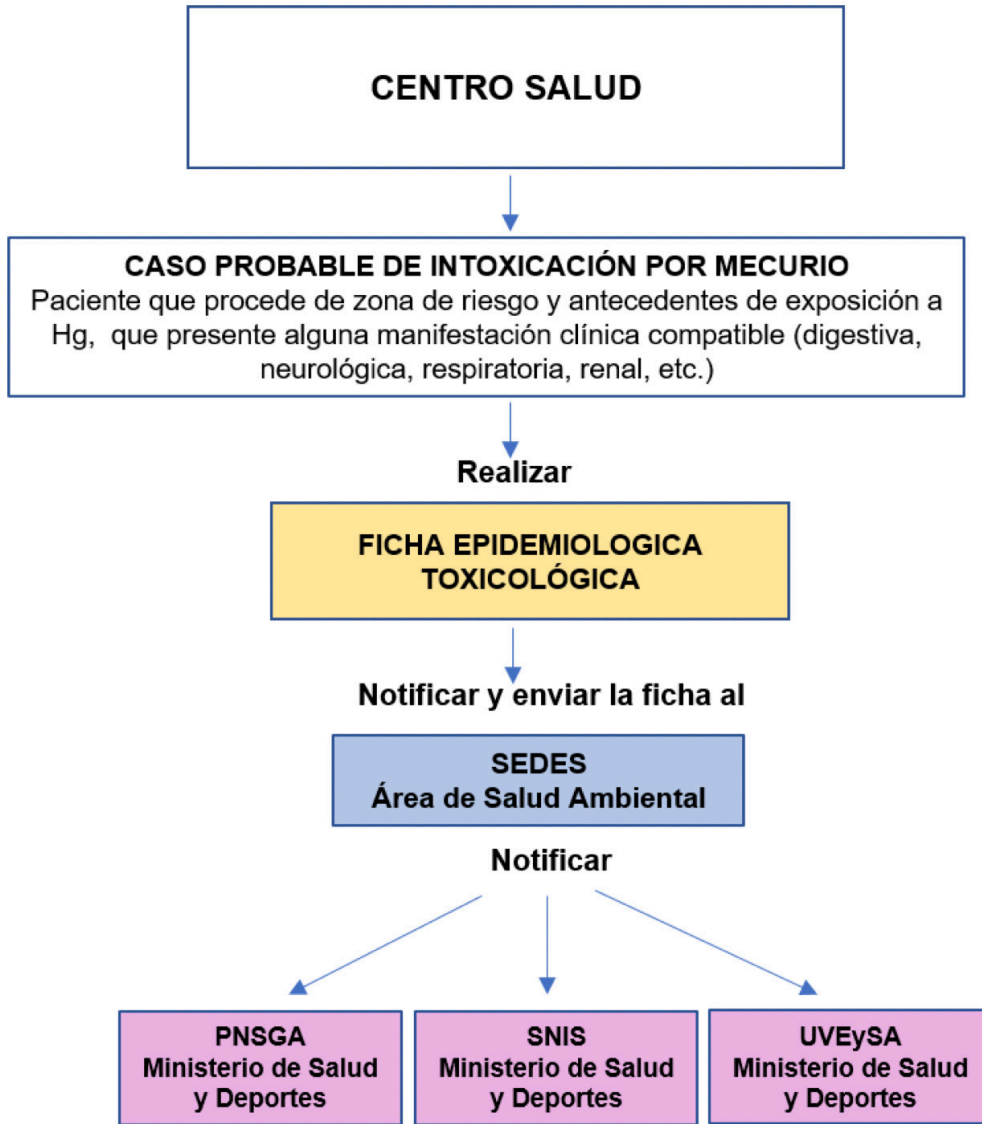 CENTRO SALUD
CASO PROBABLE DE INTOXICACIÓN POR MECURIO
Paciente que procede de zona de riesgo y antecedentes de exposición a
Hg, que presente alguna manifestación clínica compatible (digestiva,
neurológica, respiratoria, renal, etc.)
Realizar
FICHA EPIDEMIOLOGICA
TOXICOLÓGICA
Notificar y enviar la ficha al
SEDES
Área de Salud Ambiental
Notificar
PNSGA
Ministerio de Salud
y Deportes
SNIS
Ministerio de Salud
y Deportes
UVEySA
Ministerio de Salud
y Deportes